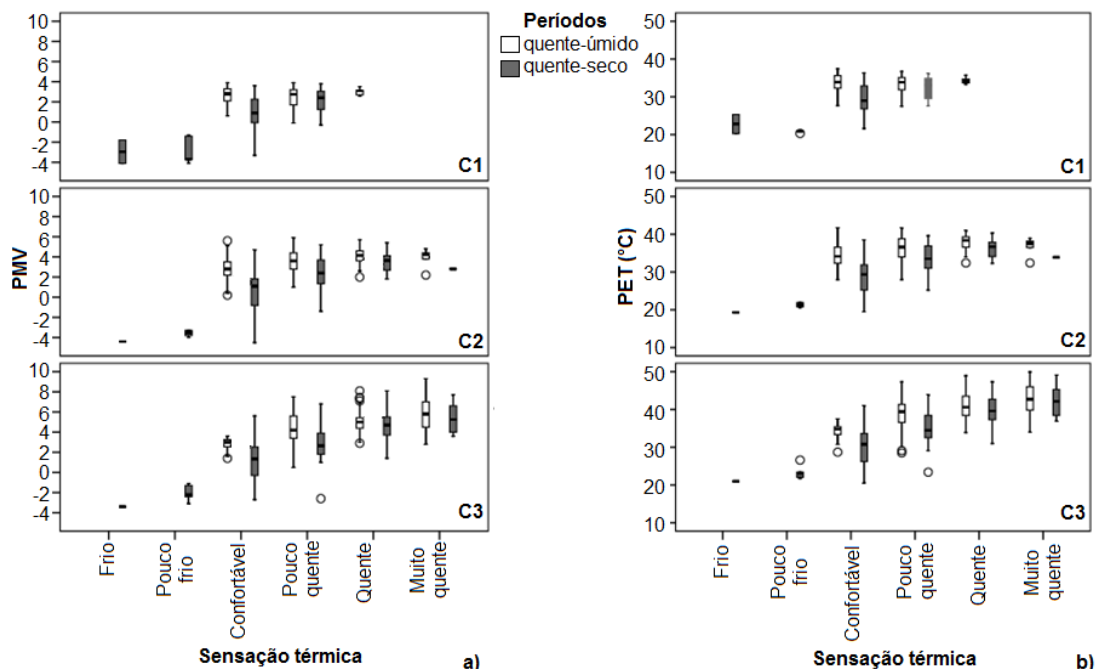 Períodos
quente-úmido
quente-seco
PMV
10
8
6
4
2
0
-2
-4
C1
10
8
6
4
2
0
-2
-4
C2
10
8
6
4
2
0
-2
-4
C3
Frio
Pouco
frio
Confortável
Pouco
quente
Quente
Muito
quente
Sensação térmica
a)
PET (°C)
50
40
30
20
10
C1
50
40
30
20
10
C2
50
40
30
20
10
C3
Frio
Pouco
frio
Confortável
Pouco
quente
Quente
Muito
quente
Sensação térmica
b)